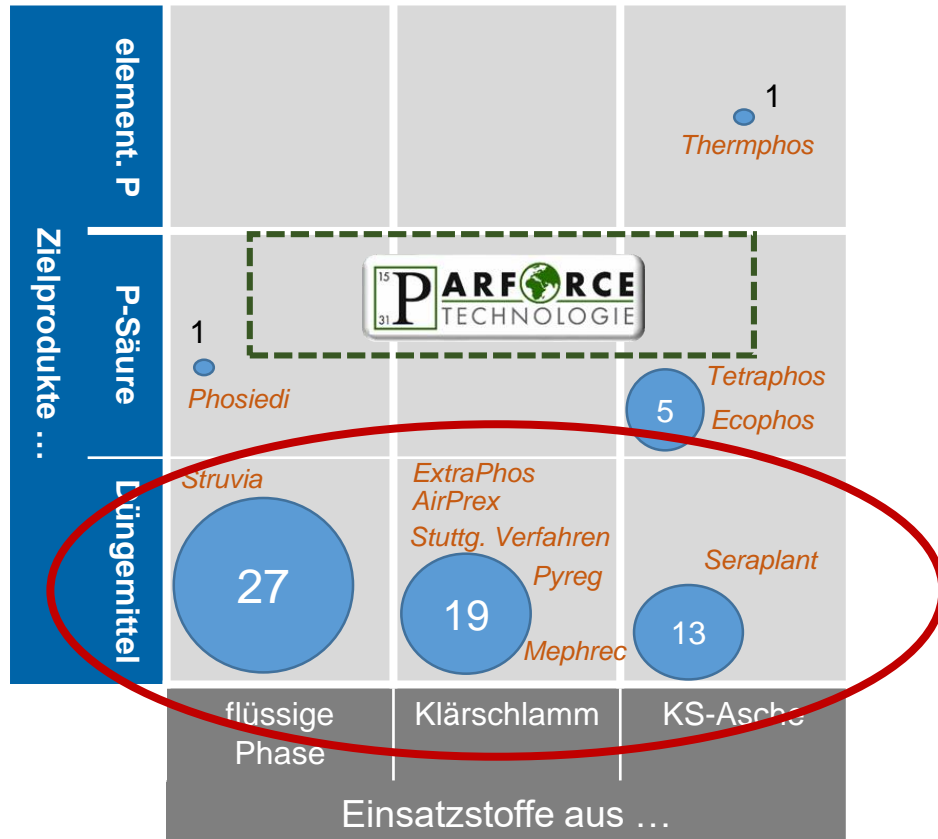 Zielprodukte …
element. P
P-Säure
Düngemittel
1
Thermphos
15
31
P ARFORCE
TECHNOLOGIE
1
Phosiedi
5
Tetraphos
Ecophos
Struvia
27
ExtraPhos
AirPrex
Stuttg. Verfahren
Pyreg
19
Mephrec
Seraplant
13
flüssige
Phase
Klärschlamm
KS-Asche
Einsatzstoffe aus …